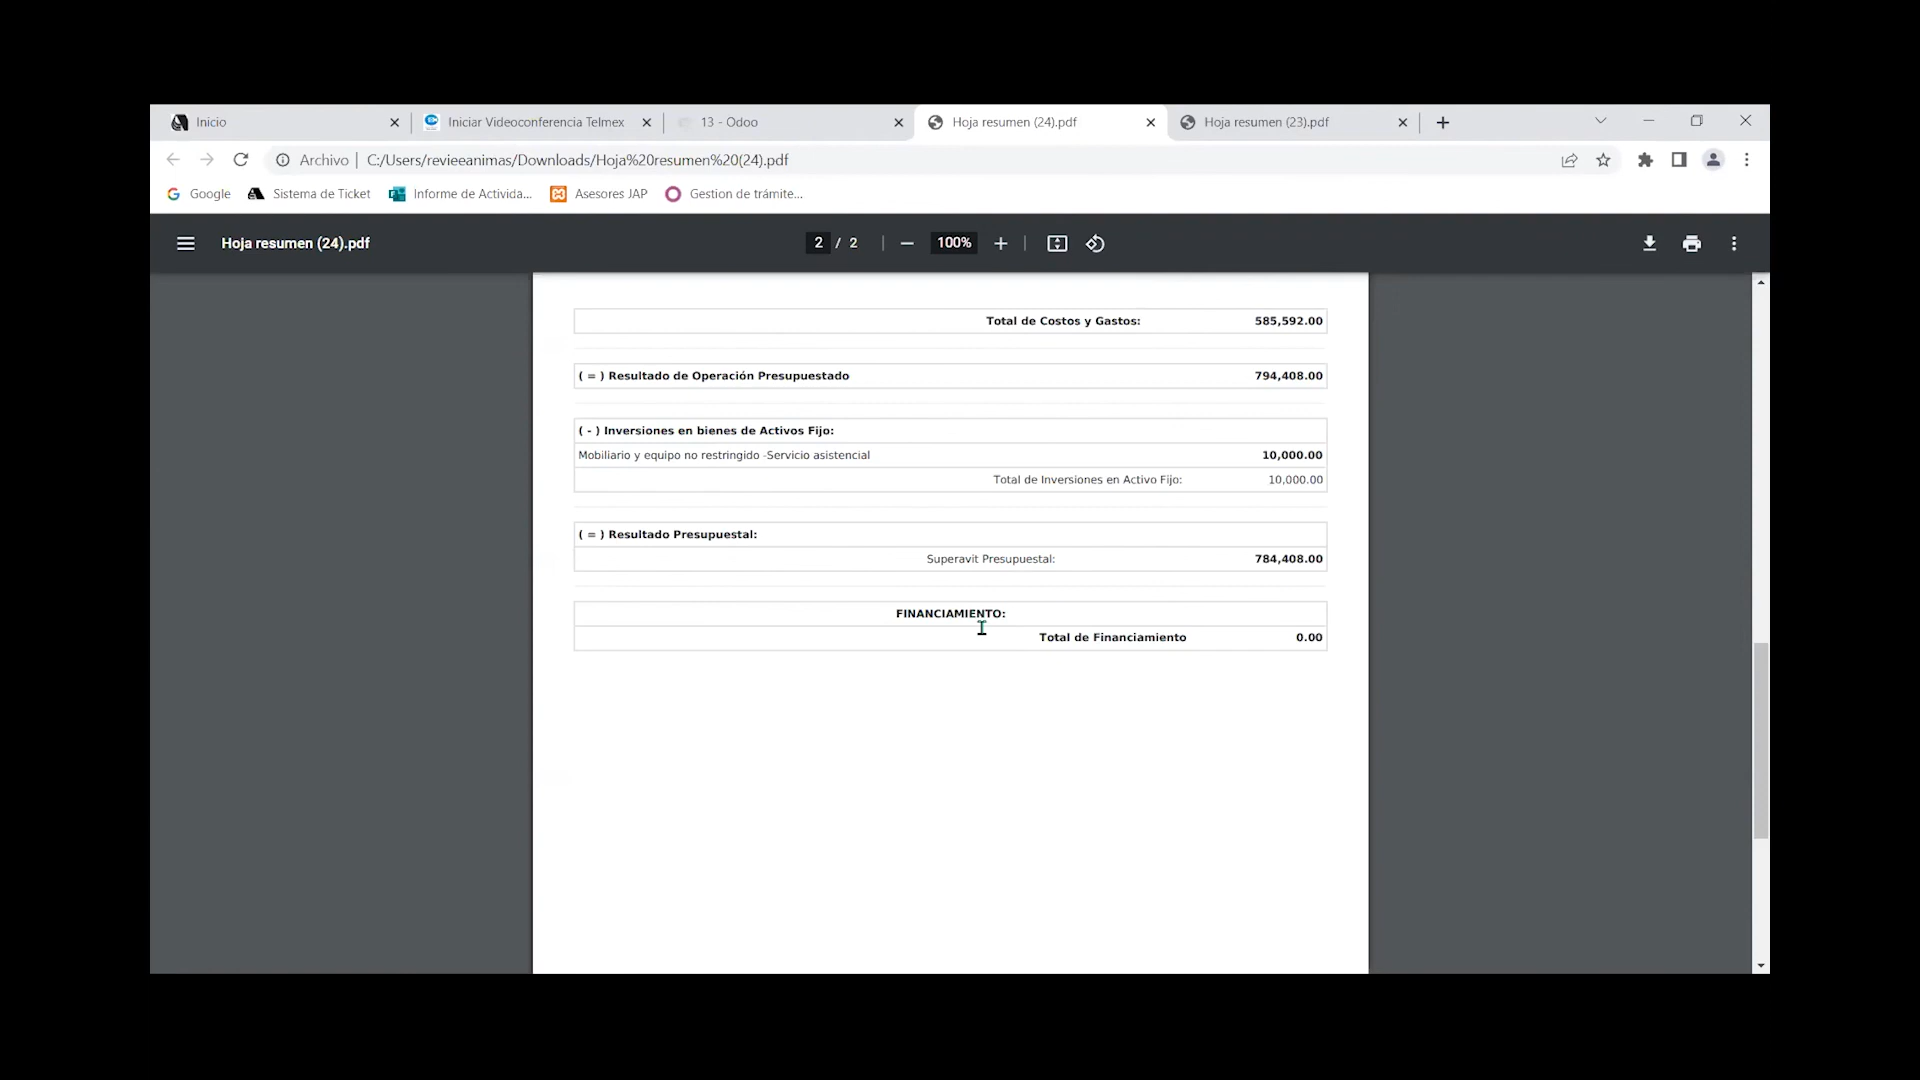 Inicio
Iniciar Videoconferencia Telmex
13 - Odoo
Hoja resumen (24).pdf
Hoja resumen (23).pdf
Archivo | C:/Users/revieeanimas/Downloads/Hoja%20resumen%20(24).pdf
Google
Sistema de Ticket
Informe de Activida...
Asesores JAP
Gestion de trámite...
Hoja resumen (24).pdf
2 / 2
100%
Total de Costos y Gastos: 585,592.00
( = ) Resultado de Operación Presupuestado 794,408.00
( - ) Inversiones en bienes de Activos Fijo:
Mobiliario y equipo no restringido -Servicio asistencial 10,000.00
Total de Inversiones en Activo Fijo: 10,000.00
( = ) Resultado Presupuestal:
Superavit Presupuestal: 784,408.00
FINANCIAMIENTO:
Total de Financiamiento 0.00